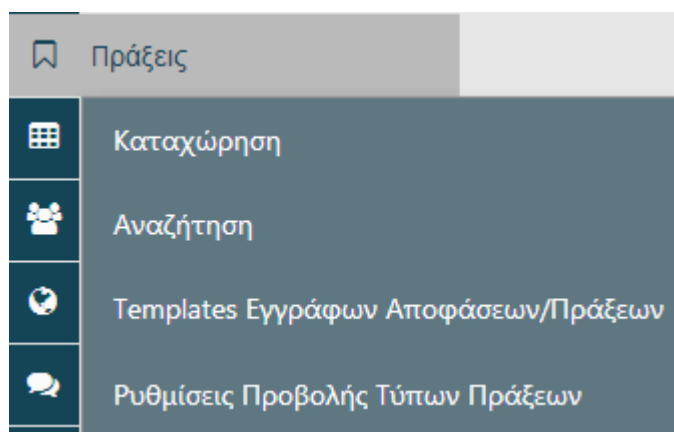 Πράξεις
Καταχώρηση
Αναζήτηση
Templates Εγγράφων Αποφάσεων/Πράξεων
Ρυθμίσεις Προβολής Τύπων Πράξεων